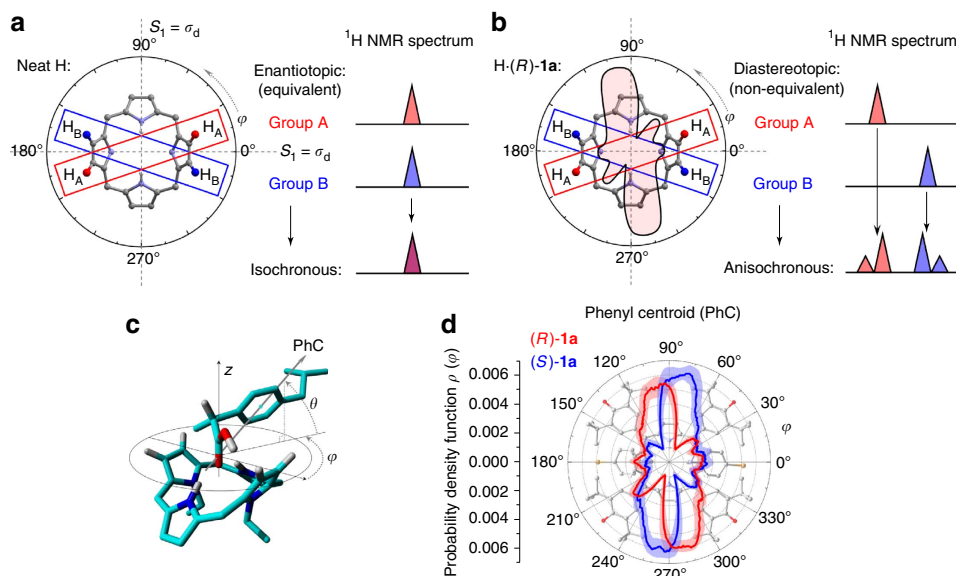 a
S₁ = σd
90°
¹H NMR spectrum
Neat H:
Enantiotopic:
(equivalent)
φ
HB
HA
Group A
180°
0°
S₁ = σd
HA
HB
Group B
270°
Isochronous:
b
90°
¹H NMR spectrum
H·(R)-1a:
Diastereotopic:
(non-equivalent)
φ
HB
HA
Group A
180°
0°
HA
HB
Group B
270°
Anisochronous:
c
PhC
z
θ
φ
d
Phenyl centroid (PhC)
(R)-1a
(S)-1a
Probability density function ρ (φ)
0.006
0.004
0.002
0.000
0.002
0.004
0.006
90°
120°
60°
150°
30°
φ
180°
0°
210°
330°
240°
300°
270°